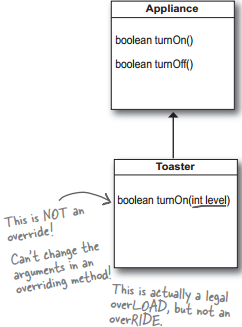 Appliance
boolean turnOn()
boolean turnOff()
Toaster
boolean turnOn(int level)
This is NOT an
override!
Can't change the
arguments in an
overriding method!
This is actually a legal
overLOAD, but not an
overRIDE.